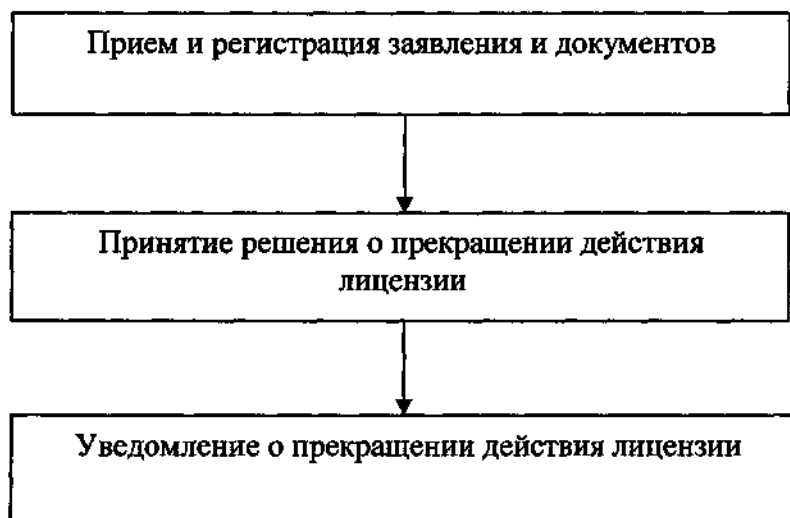 Прием и регистрация заявления и документов
Принятие решения о прекращении действия
лицензии
Уведомление о прекращении действия лицензии